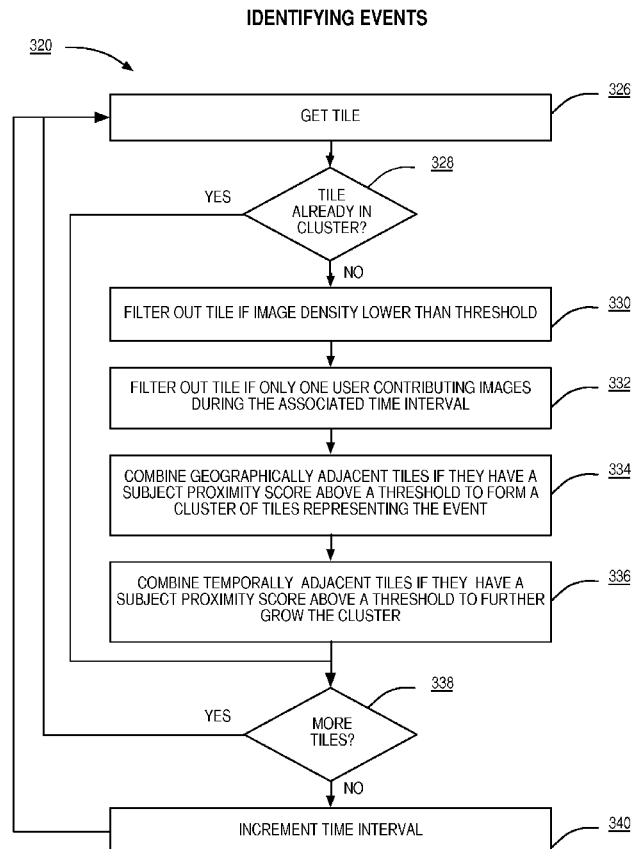 IDENTIFYING EVENTS
320
326
GET TILE
328
YES
TILE
ALREADY IN
CLUSTER?
NO
330
FILTER OUT TILE IF IMAGE DENSITY LOWER THAN THRESHOLD
332
FILTER OUT TILE IF ONLY ONE USER CONTRIBUTING IMAGES
DURING THE ASSOCIATED TIME INTERVAL
334
COMBINE GEOGRAPHICALLY ADJACENT TILES IF THEY HAVE A
SUBJECT PROXIMITY SCORE ABOVE A THRESHOLD TO FORM A
CLUSTER OF TILES REPRESENTING THE EVENT
336
COMBINE TEMPORALLY ADJACENT TILES IF THEY HAVE A
SUBJECT PROXIMITY SCORE ABOVE A THRESHOLD TO FURTHER
GROW THE CLUSTER
338
YES
MORE
TILES?
NO
INCREMENT TIME INTERVAL
340